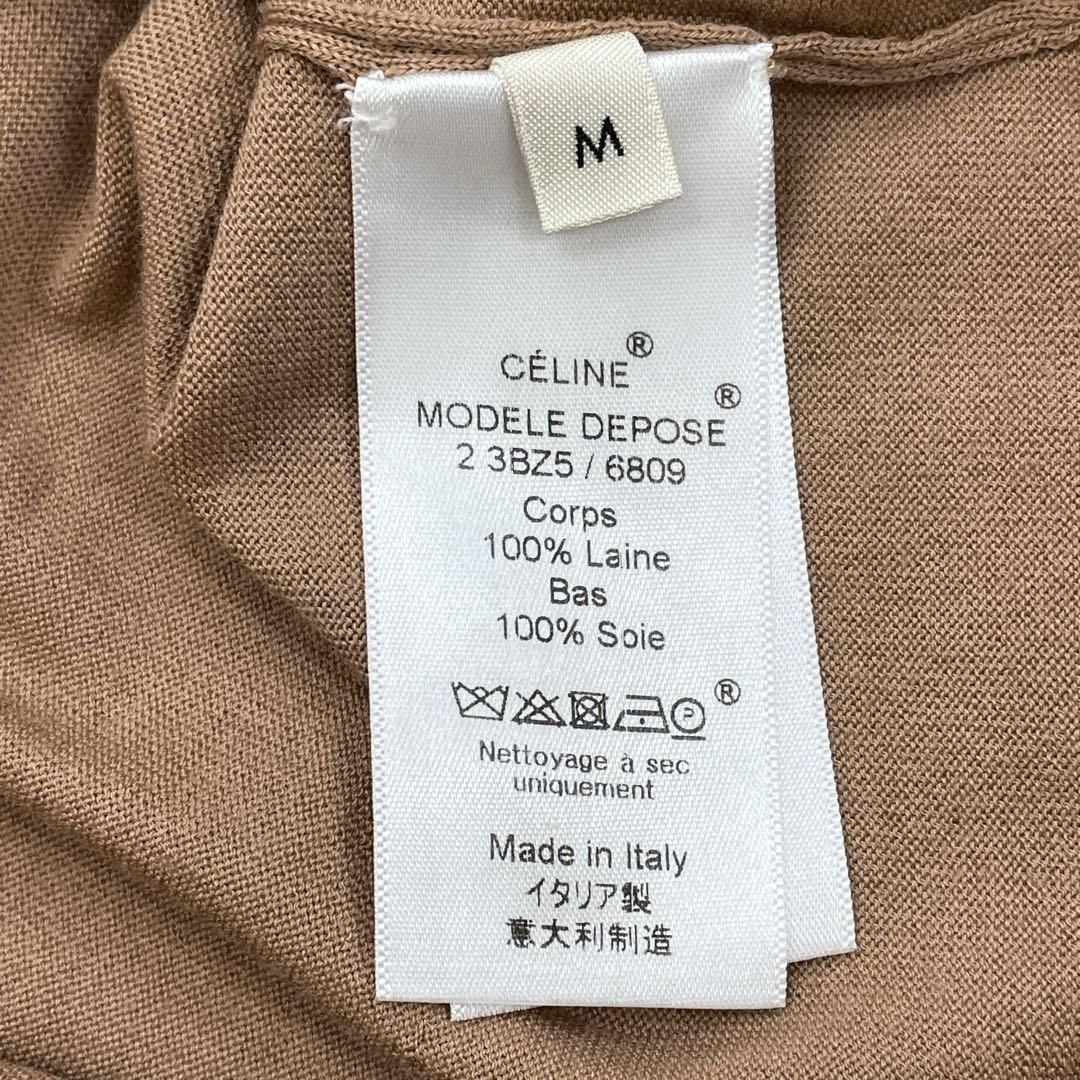 M
CÉLINE®
MODELE DEPOSE®
2 3BZ5 / 6809
Corps
100% Laine
Bas
100% Soie
P ®
Nettoyage à sec
uniquement
Made in Italy
イタリア製
意大利制造